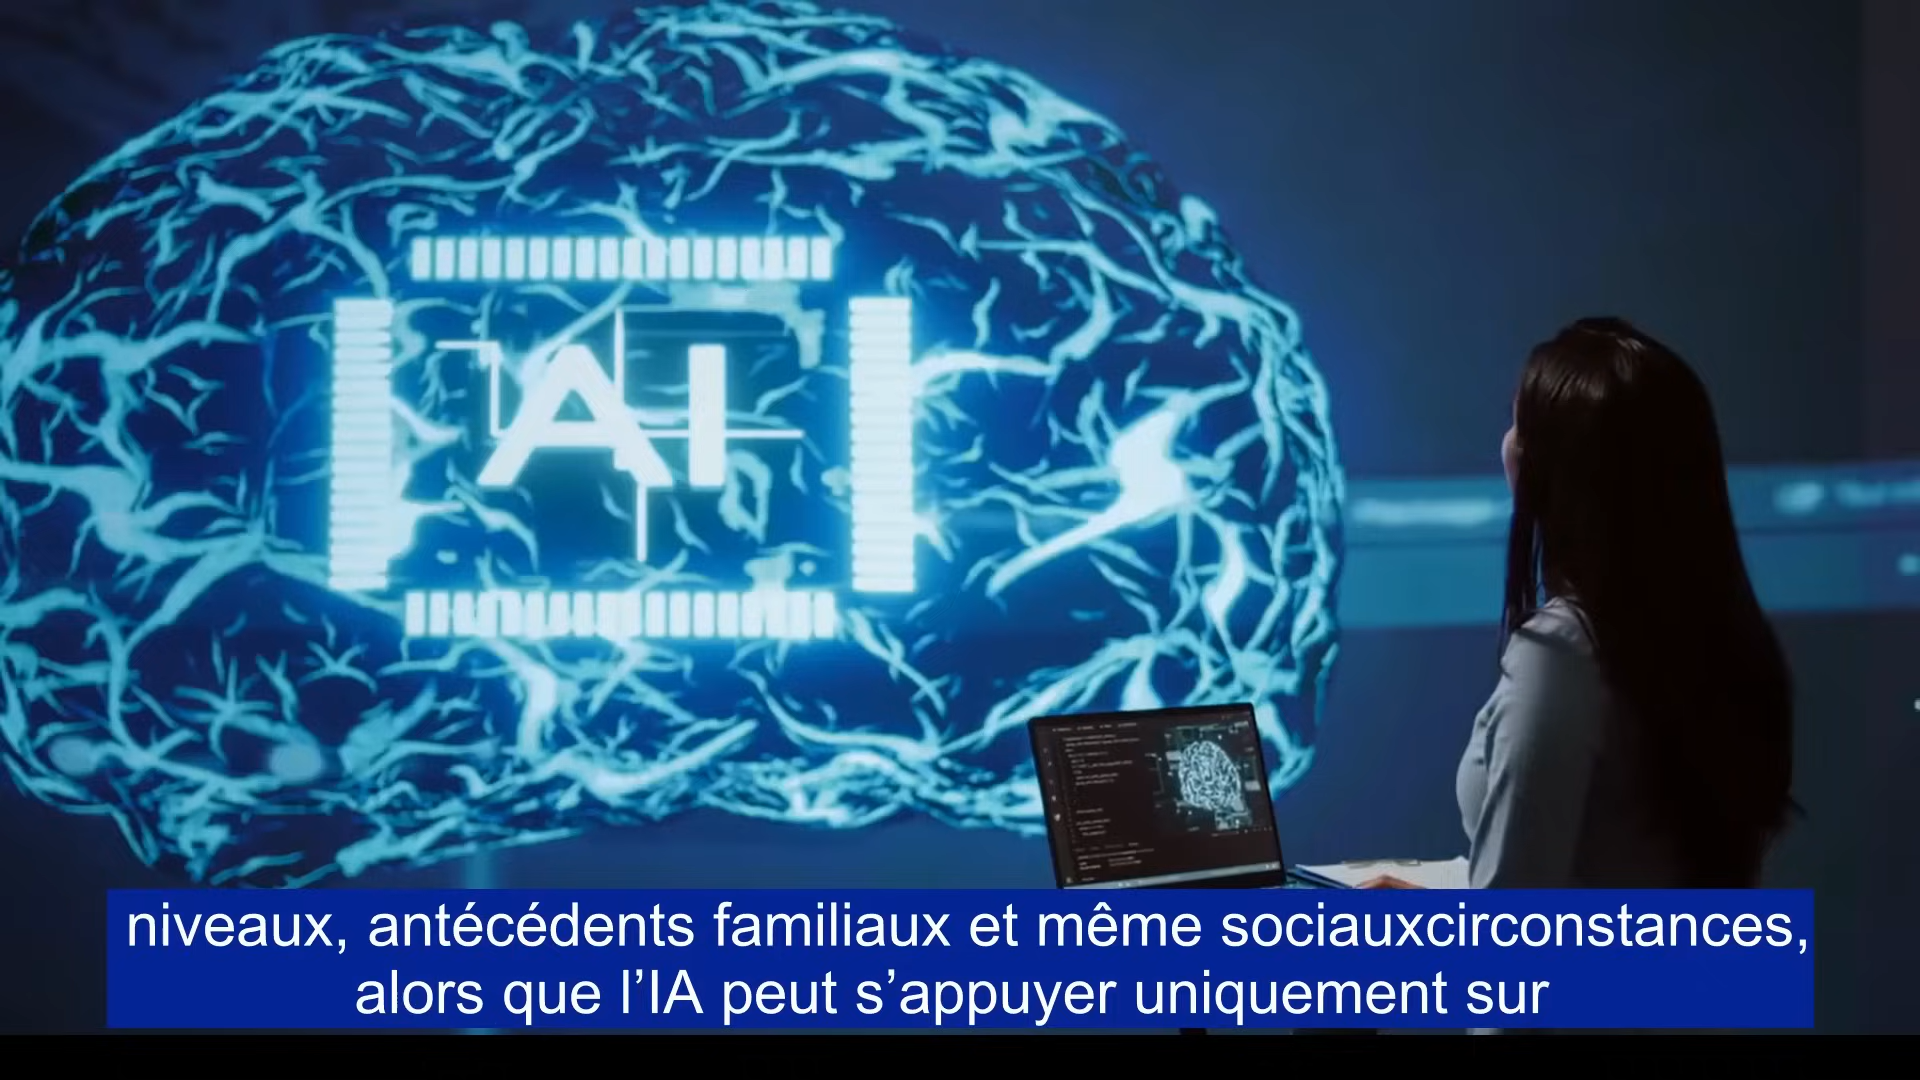 AI
niveaux, antécédents familiaux et même sociauxcirconstances,
alors que l’IA peut s’appuyer uniquement sur